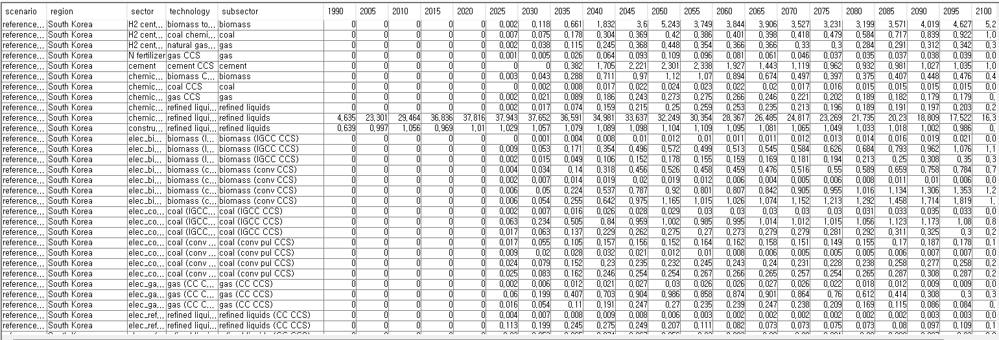 scenario region sector technology subsector 1990 2005 2010 2015 2020 2025 2030 2035 2040 2045 2050 2055 2060 2065 2070 2075 2080 2085 2090 2095 2100
reference... South Korea H2 cent... biomass to... biomass 0 0 0 0 0 0,002 0,118 0,661 1,832 3,6 5,243 3,749 3,844 3,906 3,527 3,231 3,199 3,571 4,019 4,627 5,2
reference... South Korea H2 cent... coal chemi... coal 0 0 0 0 0 0,007 0,075 0,178 0,304 0,369 0,42 0,386 0,401 0,398 0,418 0,479 0,584 0,717 0,839 0,922 1,0
reference... South Korea H2 cent... natural gas... gas 0 0 0 0 0 0,002 0,038 0,115 0,245 0,368 0,448 0,354 0,366 0,366 0,33 0,3 0,284 0,291 0,312 0,342 0,3
reference... South Korea N fertilizer gas CCS gas 0 0 0 0 0 0,001 0,005 0,026 0,064 0,093 0,109 0,096 0,081 0,061 0,046 0,037 0,035 0,037 0,038 0,039 0,0
reference... South Korea cement cement CCS cement 0 0 0 0 0 0 0 0,382 1,705 2,221 2,301 2,338 1,927 1,443 1,119 0,962 0,932 0,981 1,027 1,035 1,0
reference... South Korea chemic... biomass C... biomass 0 0 0 0 0 0,003 0,043 0,288 0,711 0,97 1,12 1,07 0,894 0,674 0,497 0,397 0,375 0,407 0,448 0,476 0,4
reference... South Korea chemic... coal CCS coal 0 0 0 0 0 0 0,002 0,008 0,017 0,022 0,024 0,023 0,022 0,02 0,017 0,016 0,015 0,015 0,015 0,015 0,0
reference... South Korea chemic... gas CCS gas 0 0 0 0 0 0,002 0,021 0,089 0,186 0,243 0,273 0,275 0,266 0,246 0,221 0,202 0,189 0,182 0,179 0,179 0,
reference... South Korea chemic... refined liqui... refined liquids 0 0 0 0 0 0,002 0,017 0,074 0,159 0,215 0,25 0,259 0,253 0,235 0,213 0,196 0,189 0,191 0,197 0,203 0,2
reference... South Korea chemic... refined liqui... refined liquids 4,635 23,301 29,464 36,836 37,816 37,943 37,652 36,591 34,981 33,637 32,249 30,354 28,367 26,485 24,817 23,269 21,735 20,23 18,809 17,522 16,3
reference... South Korea constru... refined liqui... refined liquids 0,639 0,997 1,056 0,969 1,01 1,029 1,057 1,079 1,089 1,098 1,104 1,109 1,095 1,081 1,065 1,049 1,033 1,018 1,002 0,986 0,
reference... South Korea elec_bi... biomass (I... biomass (IGCC CCS) 0 0 0 0 0 0 0,001 0,004 0,008 0,01 0,012 0,01 0,011 0,011 0,012 0,013 0,014 0,016 0,019 0,021 0,0
reference... South Korea elec_bi... biomass (I... biomass (IGCC CCS) 0 0 0 0 0 0,009 0,053 0,171 0,354 0,496 0,572 0,499 0,513 0,545 0,584 0,626 0,684 0,793 0,962 1,076 1,1
reference... South Korea elec_bi... biomass (I... biomass (IGCC CCS) 0 0 0 0 0 0,002 0,015 0,049 0,106 0,152 0,178 0,155 0,159 0,169 0,181 0,194 0,213 0,25 0,308 0,35 0,3
reference... South Korea elec_bi... biomass (c... biomass (conv CCS) 0 0 0 0 0 0,004 0,034 0,14 0,318 0,456 0,526 0,458 0,459 0,476 0,516 0,55 0,589 0,659 0,758 0,784 0,7
reference... South Korea elec_bi... biomass (c... biomass (conv CCS) 0 0 0 0 0 0,002 0,007 0,014 0,019 0,02 0,019 0,012 0,006 0,004 0,005 0,006 0,008 0,011 0,01 0,006 0,0
reference... South Korea elec_bi... biomass (c... biomass (conv CCS) 0 0 0 0 0 0,006 0,05 0,224 0,537 0,787 0,92 0,801 0,807 0,842 0,905 0,955 1,016 1,134 1,306 1,353 1,2
reference... South Korea elec_bi... biomass (c... biomass (conv CCS) 0 0 0 0 0 0,006 0,054 0,255 0,642 0,975 1,165 1,015 1,026 1,074 1,152 1,213 1,292 1,458 1,714 1,819 1,
reference... South Korea elec_co... coal (IGCC... coal (IGCC CCS) 0 0 0 0 0 0,002 0,007 0,016 0,026 0,028 0,029 0,03 0,03 0,03 0,03 0,03 0,031 0,033 0,035 0,033 0,0
reference... South Korea elec_co... coal (IGCC... coal (IGCC CCS) 0 0 0 0 0 0,063 0,234 0,505 0,84 0,959 1,002 0,985 0,995 1,014 1,012 1,015 1,056 1,123 1,173 1,08 0,8
reference... South Korea elec_co... coal (IGCC... coal (IGCC CCS) 0 0 0 0 0 0,017 0,063 0,137 0,229 0,262 0,275 0,27 0,273 0,279 0,279 0,281 0,292 0,311 0,325 0,3 0,2
reference... South Korea elec_co... coal (conv ... coal (conv pul CCS) 0 0 0 0 0 0,017 0,055 0,105 0,157 0,156 0,152 0,164 0,162 0,158 0,151 0,149 0,155 0,17 0,187 0,178 0,1
reference... South Korea elec_co... coal (conv ... coal (conv pul CCS) 0 0 0 0 0 0,009 0,02 0,028 0,032 0,021 0,012 0,01 0,008 0,006 0,005 0,005 0,005 0,006 0,007 0,007 0,0
reference... South Korea elec_co... coal (conv ... coal (conv pul CCS) 0 0 0 0 0 0,024 0,079 0,152 0,23 0,235 0,232 0,245 0,243 0,24 0,231 0,228 0,238 0,258 0,277 0,258 0,2
reference... South Korea elec_co... coal (conv ... coal (conv pul CCS) 0 0 0 0 0 0,025 0,083 0,162 0,246 0,254 0,254 0,267 0,266 0,265 0,257 0,254 0,265 0,287 0,308 0,287 0,2
reference... South Korea elec_ga... gas (CC C... gas (CC CCS) 0 0 0 0 0 0,002 0,006 0,012 0,021 0,027 0,03 0,026 0,026 0,027 0,026 0,022 0,018 0,012 0,009 0,009 0,0
reference... South Korea elec_ga... gas (CC C... gas (CC CCS) 0 0 0 0 0 0,06 0,199 0,407 0,703 0,904 0,986 0,858 0,874 0,901 0,864 0,76 0,612 0,414 0,308 0,3 0,3
reference... South Korea elec_ga... gas (CC C... gas (CC CCS) 0 0 0 0 0 0,016 0,054 0,11 0,191 0,247 0,27 0,235 0,239 0,247 0,238 0,209 0,169 0,115 0,086 0,084 0,
reference... South Korea elec_ref... refined liqui... refined liquids (CC CCS) 0 0 0 0 0 0,004 0,007 0,008 0,009 0,008 0,006 0,003 0,002 0,002 0,002 0,002 0,002 0,002 0,003 0,003 0,0
reference... South Korea elec_ref... refined liqui... refined liquids (CC CCS) 0 0 0 0 0 0,113 0,199 0,245 0,275 0,249 0,207 0,111 0,082 0,073 0,073 0,075 0,073 0,08 0,097 0,109 0,1